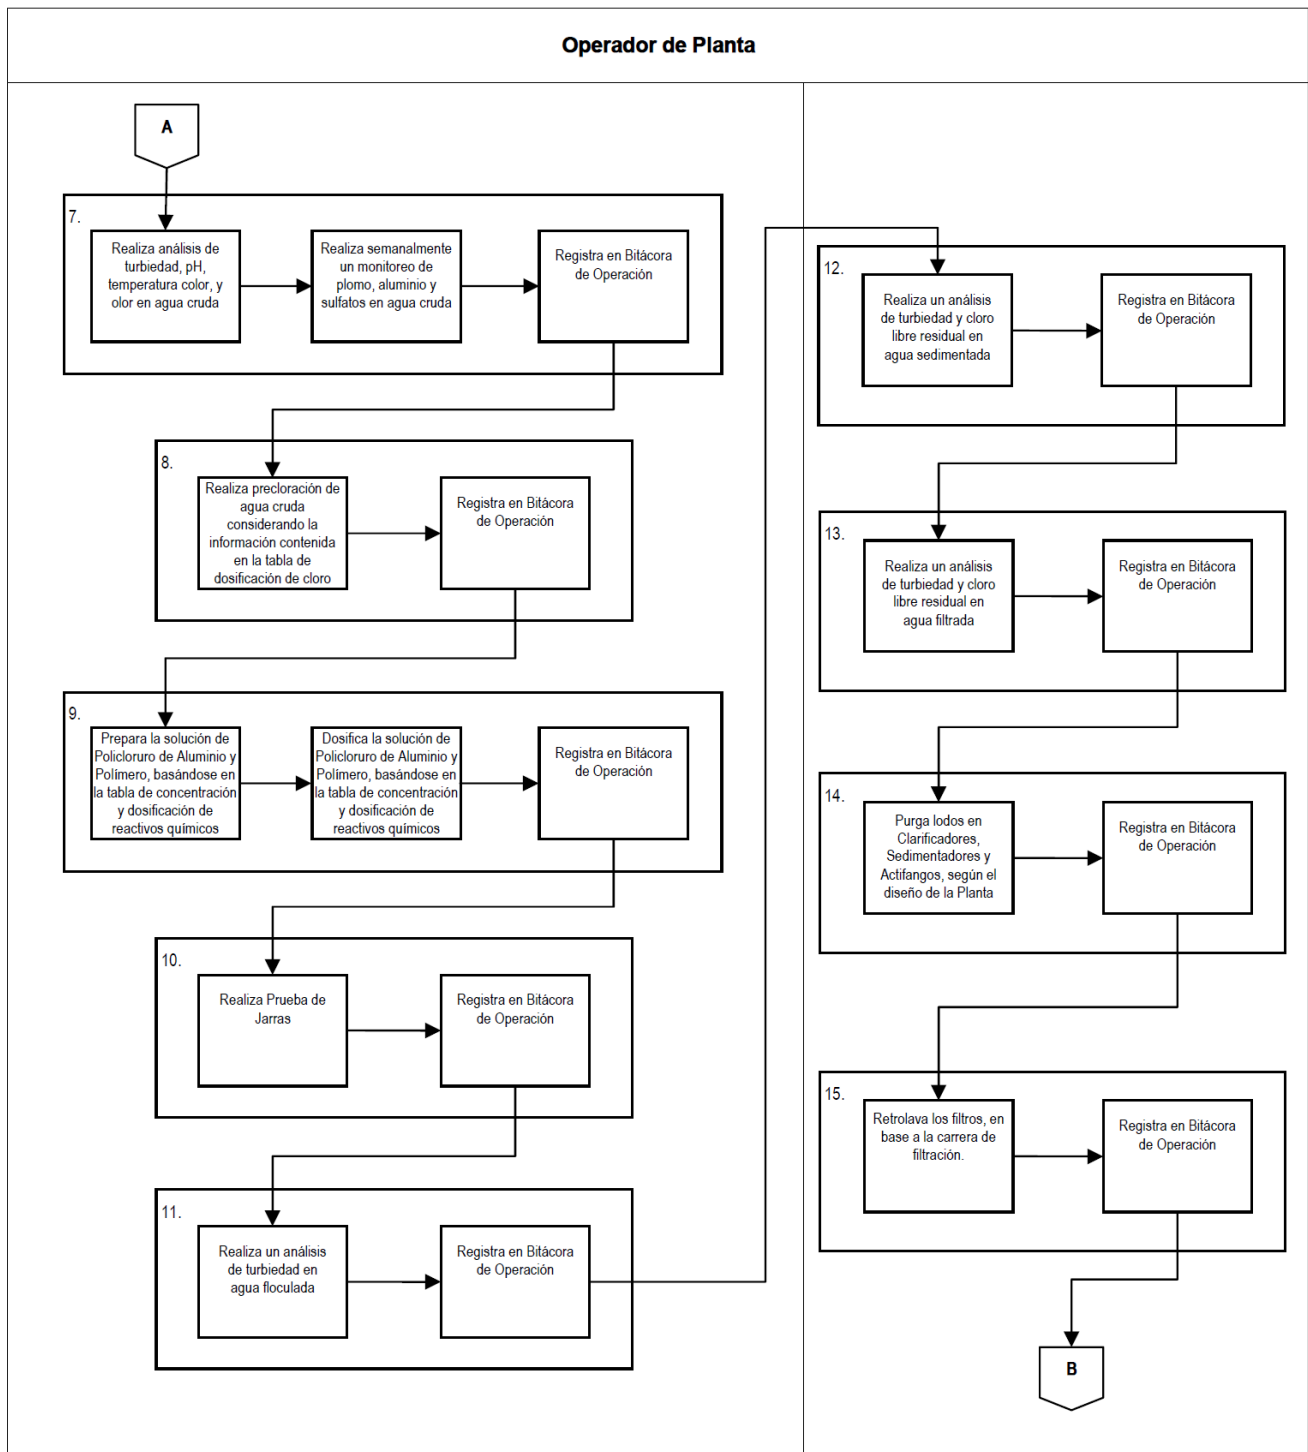 Operador de Planta
A
7.
Realiza análisis de
turbiedad, pH,
temperatura color, y
olor en agua cruda
Realiza semanalmente
un monitoreo de
plomo, aluminio y
sulfatos en agua cruda
Registra en Bitácora
de Operación
8.
Realiza precloración de
agua cruda
considerando la
información contenida
en la tabla de
dosificación de cloro
Registra en Bitácora
de Operación
9.
Prepara la solución de
Policloruro de Aluminio y
Polímero, basándose en
la tabla de concentración
y dosificación de
reactivos químicos
Dosifica la solución de
Policloruro de Aluminio y
Polímero, basándose en
la tabla de concentración
y dosificación de
reactivos químicos
Registra en Bitácora
de Operación
10.
Realiza Prueba de
Jarras
Registra en Bitácora
de Operación
11.
Realiza un análisis
de turbiedad en
agua floculada
Registra en Bitácora
de Operación
12.
Realiza un análisis
de turbiedad y cloro
libre residual en
agua sedimentada
Registra en Bitácora
de Operación
13.
Realiza un análisis
de turbiedad y cloro
libre residual en
agua filtrada
Registra en Bitácora
de Operación
14.
Purga lodos en
Clarificadores,
Sedimentadores y
Actifangos, según el
diseño de la Planta
Registra en Bitácora
de Operación
15.
Retrolava los filtros, en
base a la carrera de
filtración.
Registra en Bitácora
de Operación
B